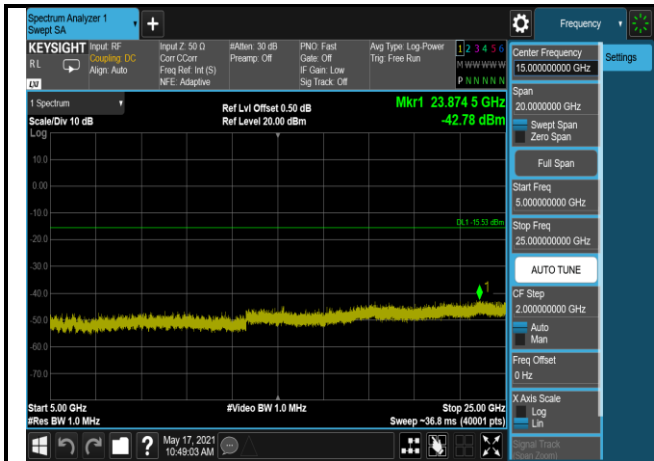 Spectrum Analyzer 1
Swept SA
Frequency
KEYSIGHT
RL
Input: RF
Coupling: DC
Align: Auto
Input Z: 50 Ω
Corr CCorr
Freq Ref: Int (S)
NFE: Adaptive
#Atten: 30 dB
Preamp: Off
PNO: Fast
Gate: Off
IF Gain: Low
Sig Track: Off
Avg Type: Log-Power
Trig: Free Run
1 2 3 4 5 6
M W W W W W
P N N N N N
LXI
1 Spectrum
Scale/Div 10 dB
Ref Lvl Offset 0.50 dB
Ref Level 20.00 dBm
Mkr1 23.874 5 GHz
-42.78 dBm
Log
10.0
0.00
-10.0
DL1 -15.53 dBm
-20.0
-30.0
-40.0
1
-50.0
-60.0
-70.0
Start 5.00 GHz
#Res BW 1.0 MHz
#Video BW 1.0 MHz
Stop 25.00 GHz
Sweep ~36.8 ms (40001 pts)
May 17, 2021
10:49:03 AM
Center Frequency
15.000000000 GHz
Settings
Span
20.0000000 GHz
Swept Span
Zero Span
Full Span
Start Freq
5.000000000 GHz
Stop Freq
25.000000000 GHz
AUTO TUNE
CF Step
2.000000000 GHz
Auto
Man
Freq Offset
0 Hz
X Axis Scale
Log
Lin
Signal Track
(Span Zoom)